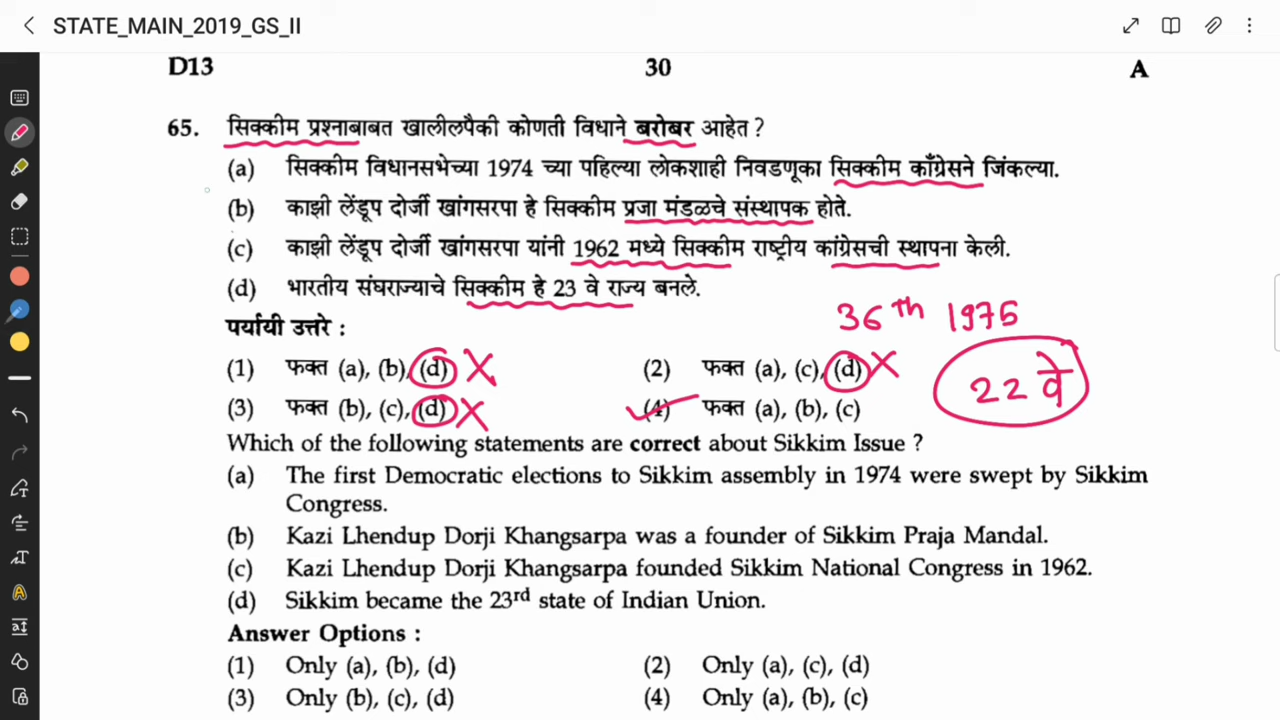 STATE_MAIN_2019_GS_II
D13 30 A
65. सिक्कीम प्रश्नाबाबत खालीलपैकी कोणती विधाने बरोबर आहेत ?
(a) सिक्कीम विधानसभेच्या 1974 च्या पहिल्या लोकशाही निवडणूका सिक्कीम काँग्रेसने जिंकल्या.
(b) काझी लेंडूप दोर्जी खांगसरपा हे सिक्कीम प्रजा मंडळचे संस्थापक होते.
(c) काझी लेंडूप दोर्जी खांगसरपा यांनी 1962 मध्ये सिक्कीम राष्ट्रीय कांग्रेसची स्थापना केली.
(d) भारतीय संघराज्याचे सिक्कीम हे 23 वे राज्य बनले.
36th 1975
पर्यायी उत्तरे :
(1) फक्त (a), (b), (d) X (2) फक्त (a), (c), (d) X
22 वे
(3) फक्त (b), (c), (d) X (4) फक्त (a), (b), (c)
Which of the following statements are correct about Sikkim Issue ?
(a) The first Democratic elections to Sikkim assembly in 1974 were swept by Sikkim
Congress.
(b) Kazi Lhendup Dorji Khangsarpa was a founder of Sikkim Praja Mandal.
(c) Kazi Lhendup Dorji Khangsarpa founded Sikkim National Congress in 1962.
(d) Sikkim became the 23rd state of Indian Union.
Answer Options :
(1) Only (a), (b), (d) (2) Only (a), (c), (d)
(3) Only (b), (c), (d) (4) Only (a), (b), (c)